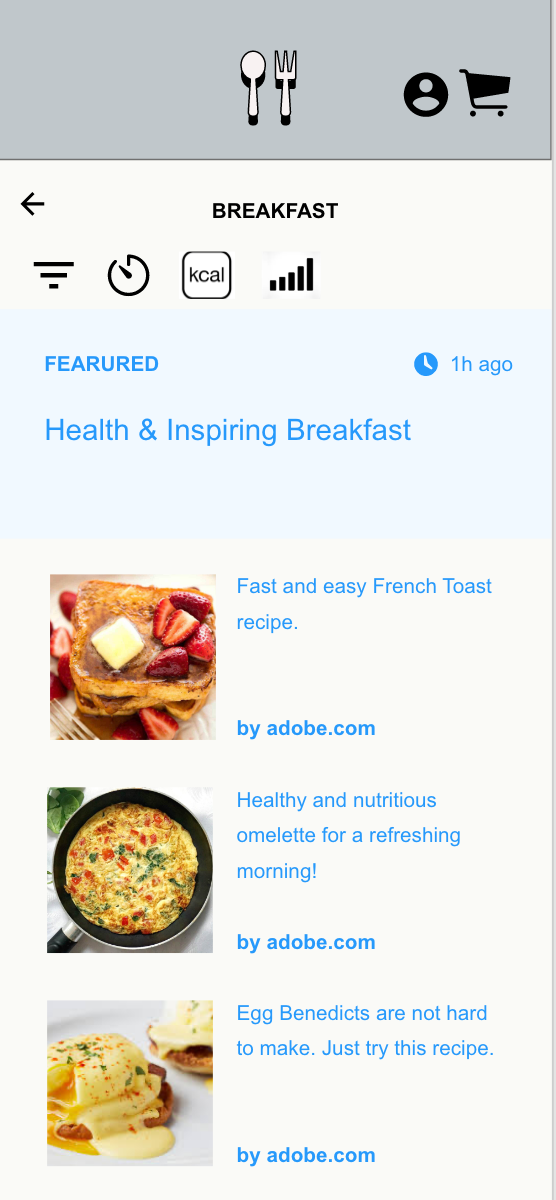 BREAKFAST
kcal
FEARURED
1h ago
Health & Inspiring Breakfast
Fast and easy French Toast
recipe.
by adobe.com
Healthy and nutritious
omelette for a refreshing
morning!
by adobe.com
Egg Benedicts are not hard
to make. Just try this recipe.
by adobe.com